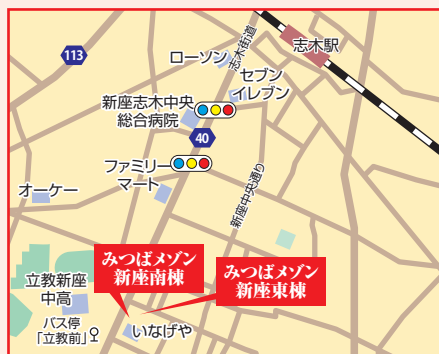 113
ローソン
志木街道
志木駅
セブン
イレブン
新座志木中央
総合病院
40
ファミリー
マート
新座中央通り
オーケー
みつばメゾン
新座南棟
みつばメゾン
新座東棟
立教新座
中高
バス停
「立教前」
いなげや